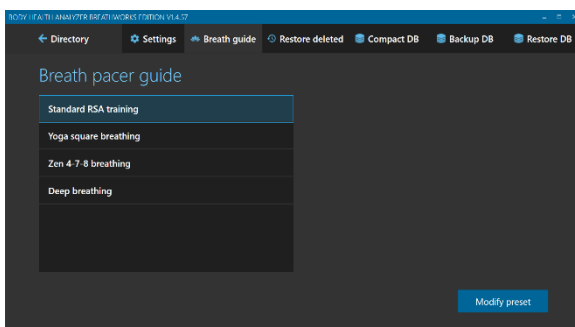 BODY HEALTH ANALYZER BREATHWORKS EDITION V1.4.57
Directory Settings Breath guide Restore deleted Compact DB Backup DB Restore DB
Breath pacer guide
Standard RSA training
Yoga square breathing
Zen 4-7-8 breathing
Deep breathing
Modify preset